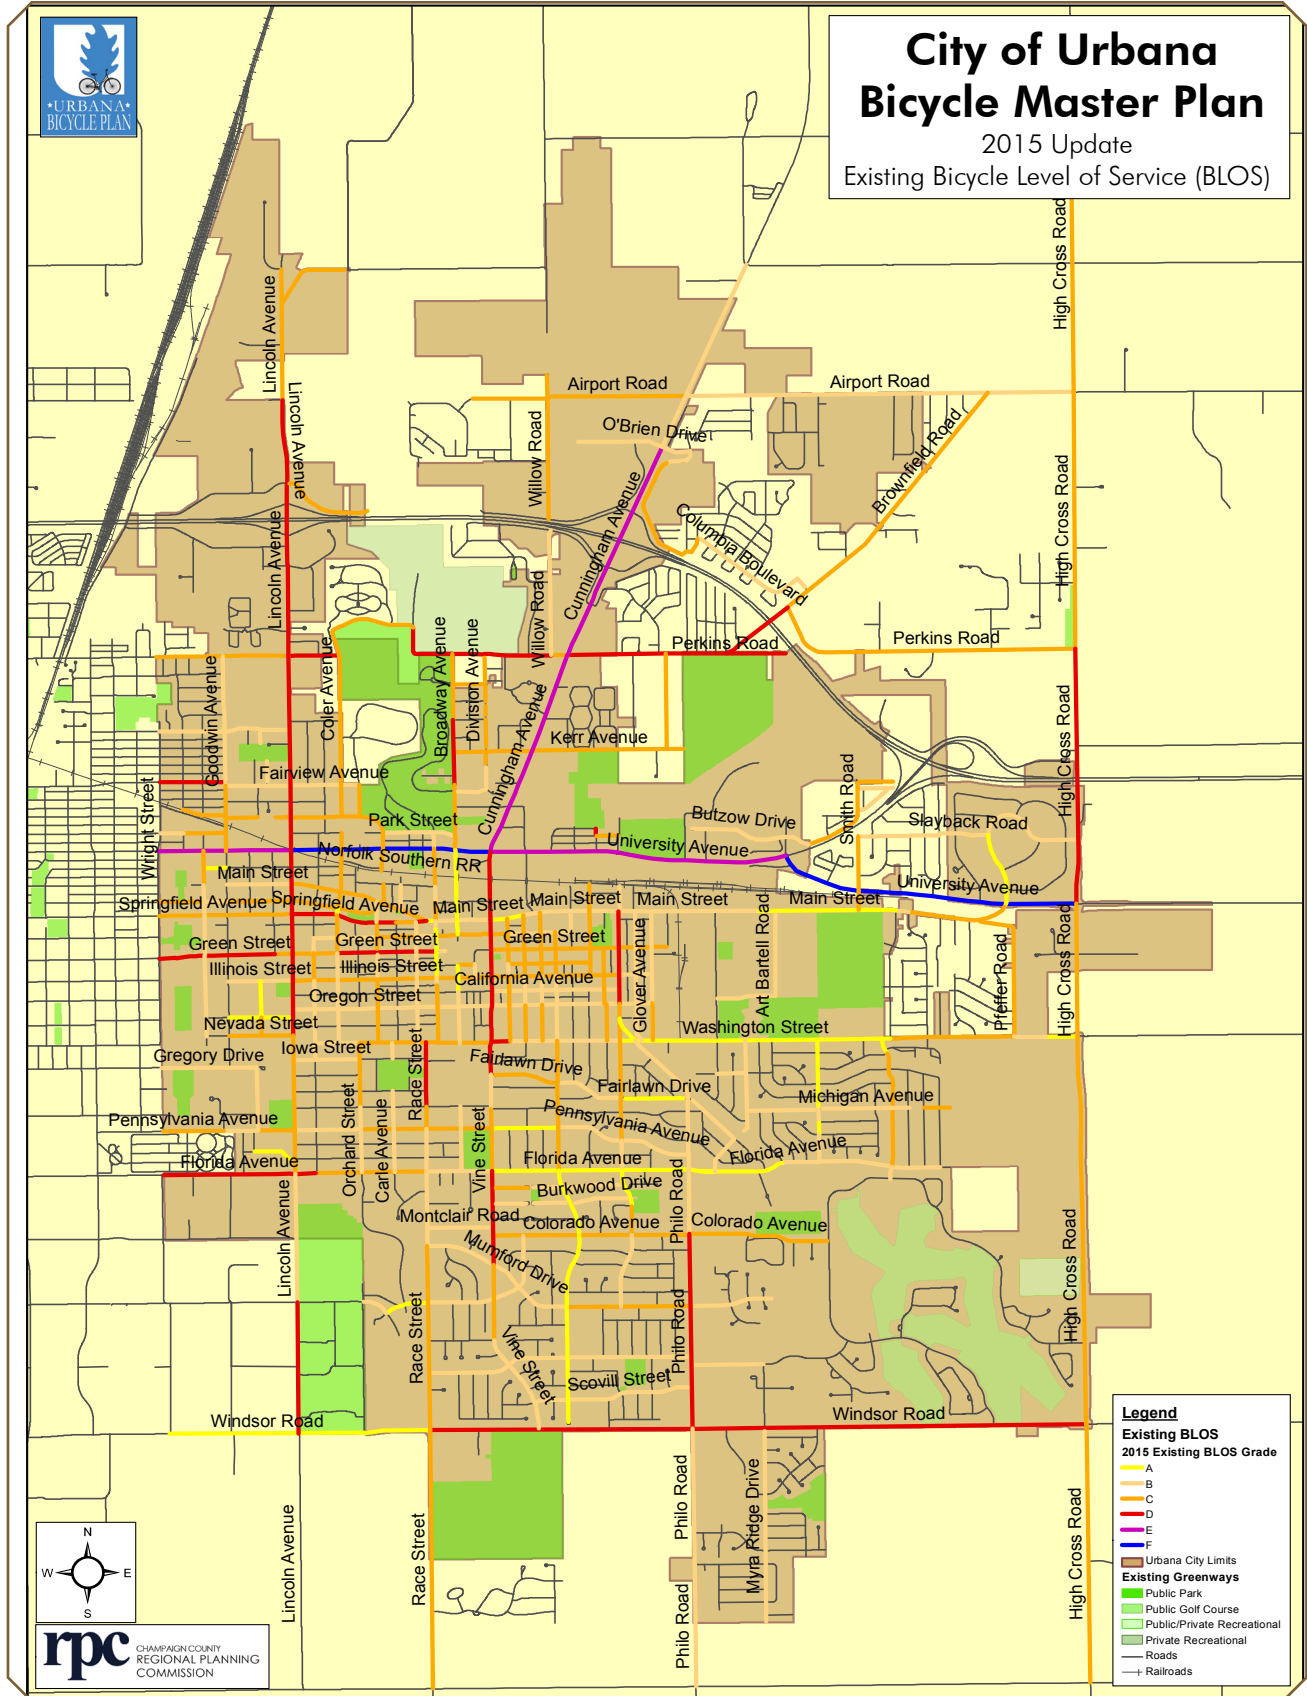 City of Urbana
Bicycle Master Plan
2015 Update
Existing Bicycle Level of Service (BLOS)
★URBANA★
BICYCLE PLAN
High Cross Road
Lincoln Avenue
Airport Road
Airport Road
Lincoln Avenue
O'Brien Drive
Willow Road
Brownfield Road
Cunningham Avenue
High Cross Road
Columbia Boulevard
Lincoln Avenue
Willow Road
Perkins Road
Perkins Road
Goodwin Avenue
Coler Avenue
Broadway Avenue
Division Avenue
Cunningham Avenue
High Cross Road
Kerr Avenue
Fairview Avenue
Smith Road
Wright Street
Park Street
Butzow Drive
Slayback Road
University Avenue
Norfolk Southern RR
Main Street
University Avenue
Springfield Avenue
Springfield Avenue
Main Street
Main Street
Main Street
Main Street
Green Street
Green Street
Green Street
Glover Avenue
Art Bartell Road
Pfeffer Road
High Cross Road
Illinois Street
Illinois Street
California Avenue
Oregon Street
Nevada Street
Washington Street
Gregory Drive
Iowa Street
Race Street
Fairlawn Drive
Fairlawn Drive
Michigan Avenue
Pennsylvania Avenue
Orchard Street
Carle Avenue
Vine Street
Pennsylvania Avenue
Florida Avenue
Florida Avenue
Florida Avenue
Burkwood Drive
Philo Road
Lincoln Avenue
Montclair Road
Colorado Avenue
Colorado Avenue
High Cross Road
Mumford Drive
Race Street
Vine Street
Philo Road
Scovill Street
Windsor Road
Windsor Road
Lincoln Avenue
Race Street
Philo Road
Myra Ridge Drive
High Cross Road
Philo Road
Legend
Existing BLOS
2015 Existing BLOS Grade
A
B
C
D
E
F
Urbana City Limits
Existing Greenways
Public Park
Public Golf Course
Public/Private Recreational
Private Recreational
Roads
Railroads
N
W E
S
rpc
CHAMPAIGN COUNTY
REGIONAL PLANNING
COMMISSION